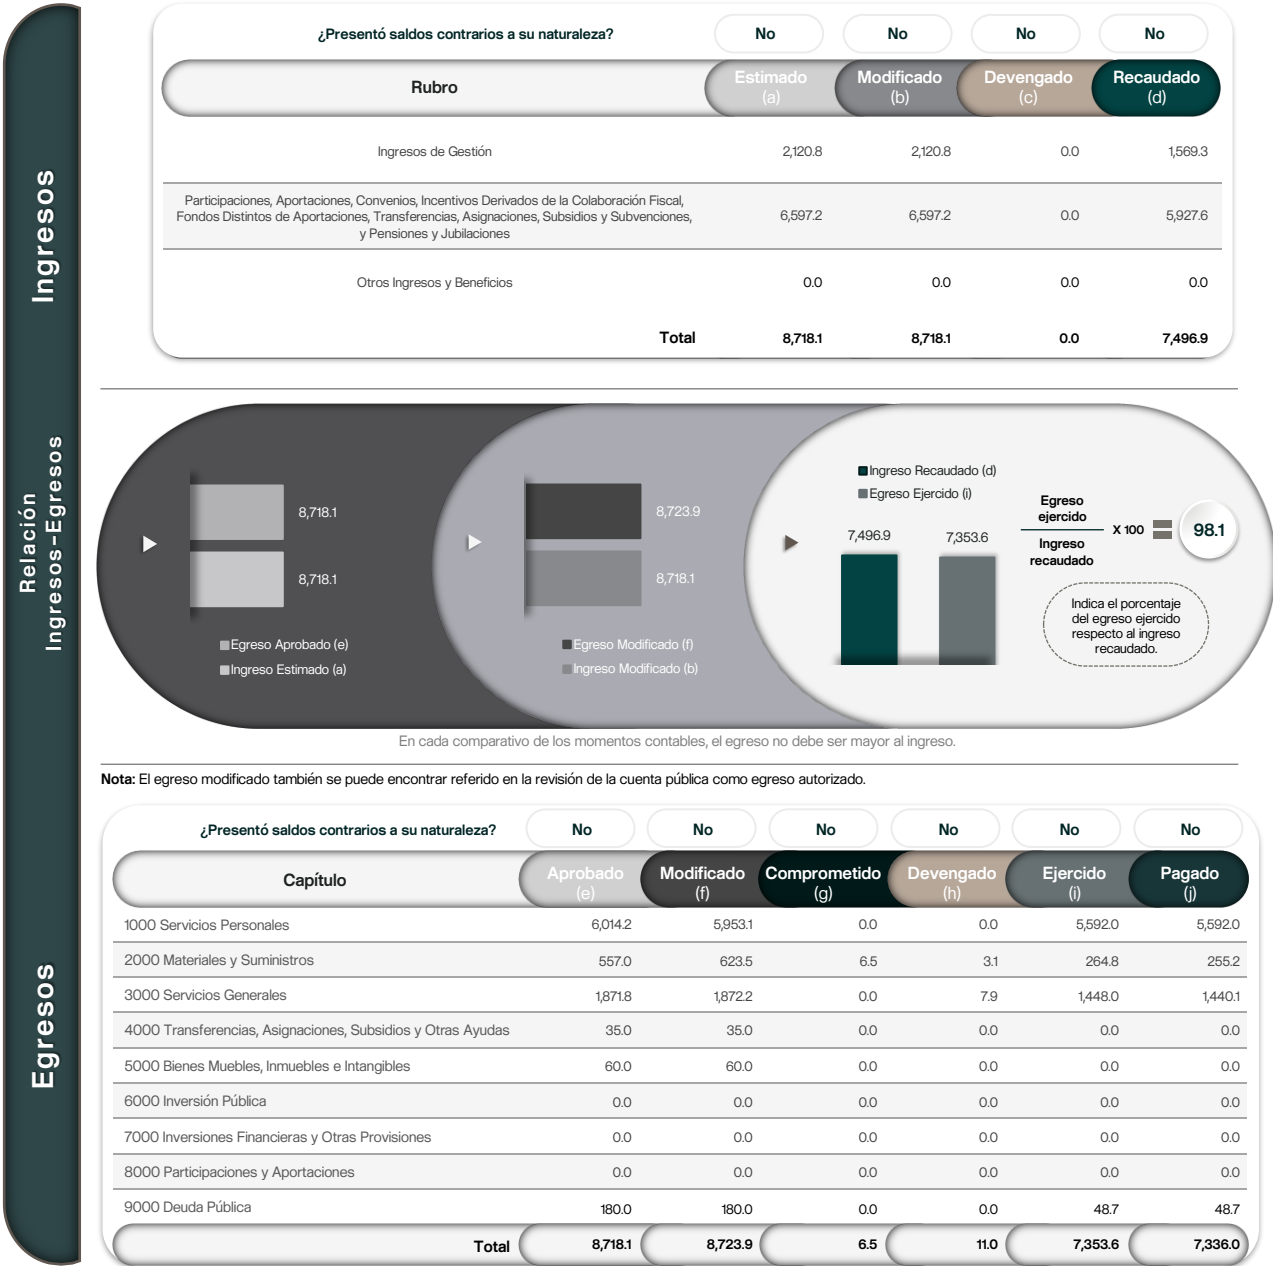 Ingresos
¿Presentó saldos contrarios a su naturaleza? No No No No
Rubro Estimado (a) Modificado (b) Devengado (c) Recaudado (d)
Ingresos de Gestión 2,120.8 2,120.8 0.0 1,569.3
Participaciones, Aportaciones, Convenios, Incentivos Derivados de la Colaboración Fiscal,
Fondos Distintos de Aportaciones, Transferencias, Asignaciones, Subsidios y Subvenciones, 6,597.2 6,597.2 0.0 5,927.6
y Pensiones y Jubilaciones
Otros Ingresos y Beneficios 0.0 0.0 0.0 0.0
Total 8,718.1 8,718.1 0.0 7,496.9
Relación
Ingresos-Egresos
8,718.1
8,718.1
Egreso Aprobado (e)
Ingreso Estimado (a)
8,723.9
8,718.1
Egreso Modificado (f)
Ingreso Modificado (b)
Ingreso Recaudado (d)
Egreso Ejercido (i)
7,496.9 7,353.6
Egreso
ejercido
Ingreso
recaudado
X 100 = 98.1
Indica el porcentaje
del egreso ejercido
respecto al ingreso
recaudado.
En cada comparativo de los momentos contables, el egreso no debe ser mayor al ingreso.
Nota: El egreso modificado también se puede encontrar referido en la revisión de la cuenta pública como egreso autorizado.
Egresos
¿Presentó saldos contrarios a su naturaleza? No No No No No No
Capítulo Aprobado (e) Modificado (f) Comprometido (g) Devengado (h) Ejercido (i) Pagado (j)
1000 Servicios Personales 6,014.2 5,953.1 0.0 0.0 5,592.0 5,592.0
2000 Materiales y Suministros 557.0 623.5 6.5 3.1 264.8 255.2
3000 Servicios Generales 1,871.8 1,872.2 0.0 7.9 1,448.0 1,440.1
4000 Transferencias, Asignaciones, Subsidios y Otras Ayudas 35.0 35.0 0.0 0.0 0.0 0.0
5000 Bienes Muebles, Inmuebles e Intangibles 60.0 60.0 0.0 0.0 0.0 0.0
6000 Inversión Pública 0.0 0.0 0.0 0.0 0.0 0.0
7000 Inversiones Financieras y Otras Provisiones 0.0 0.0 0.0 0.0 0.0 0.0
8000 Participaciones y Aportaciones 0.0 0.0 0.0 0.0 0.0 0.0
9000 Deuda Pública 180.0 180.0 0.0 0.0 48.7 48.7
Total 8,718.1 8,723.9 6.5 11.0 7,353.6 7,336.0